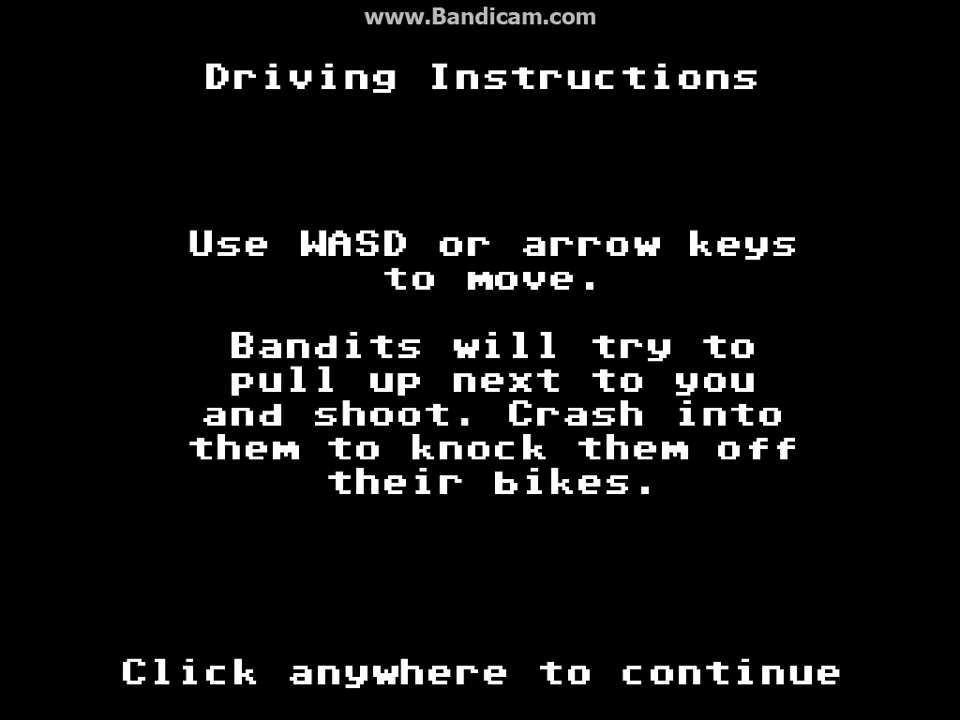 www.Bandicam.com
Driving Instructions
Use WASD or arrow keys
to move.
Bandits will try to
pull up next to you
and shoot. Crash into
them to knock them off
their bikes.
Click anywhere to continue